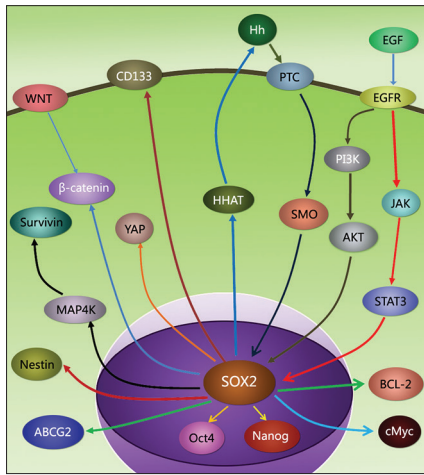 Hh
EGF
CD133
PTC
WNT
EGFR
PI3K
β-catenin
HHAT
SMO
JAK
Survivin
YAP
AKT
MAP4K
STAT3
Nestin
SOX2
BCL-2
ABCG2
Oct4
Nanog
cMyc